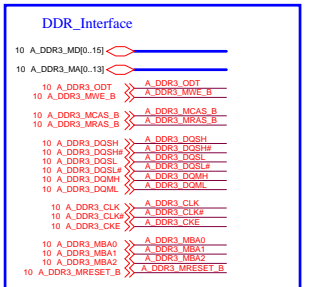 DDR_Interface
10 A_DDR3_MD[0..15]
10 A_DDR3_MA[0..13]
10 A_DDR3_ODT A_DDR3_ODT
10 A_DDR3_MWE_B A_DDR3_MWE_B
10 A_DDR3_MCAS_B A_DDR3_MCAS_B
10 A_DDR3_MRAS_B A_DDR3_MRAS_B
10 A_DDR3_DQSH A_DDR3_DQSH
10 A_DDR3_DQSH# A_DDR3_DQSH#
10 A_DDR3_DQSL A_DDR3_DQSL
10 A_DDR3_DQSL# A_DDR3_DQSL#
10 A_DDR3_DQMH A_DDR3_DQMH
10 A_DDR3_DQML A_DDR3_DQML
10 A_DDR3_CLK A_DDR3_CLK
10 A_DDR3_CLK# A_DDR3_CLK#
10 A_DDR3_CKE A_DDR3_CKE
10 A_DDR3_MBA0 A_DDR3_MBA0
10 A_DDR3_MBA1 A_DDR3_MBA1
10 A_DDR3_MBA2 A_DDR3_MBA2
10 A_DDR3_MRESET_B A_DDR3_MRESET_B